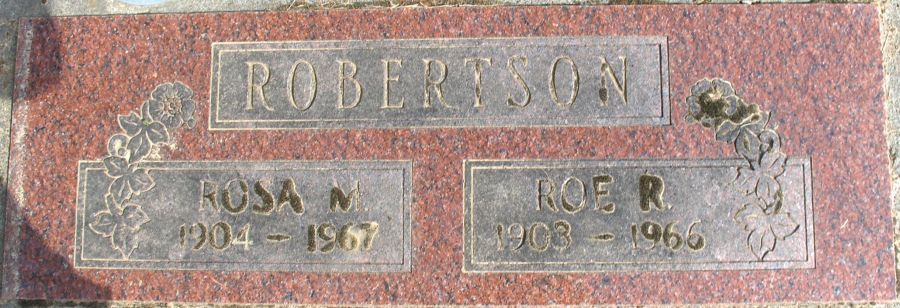 ROBERTSON
ROSA M.
1904 - 1967
ROE R.
1903 - 1966